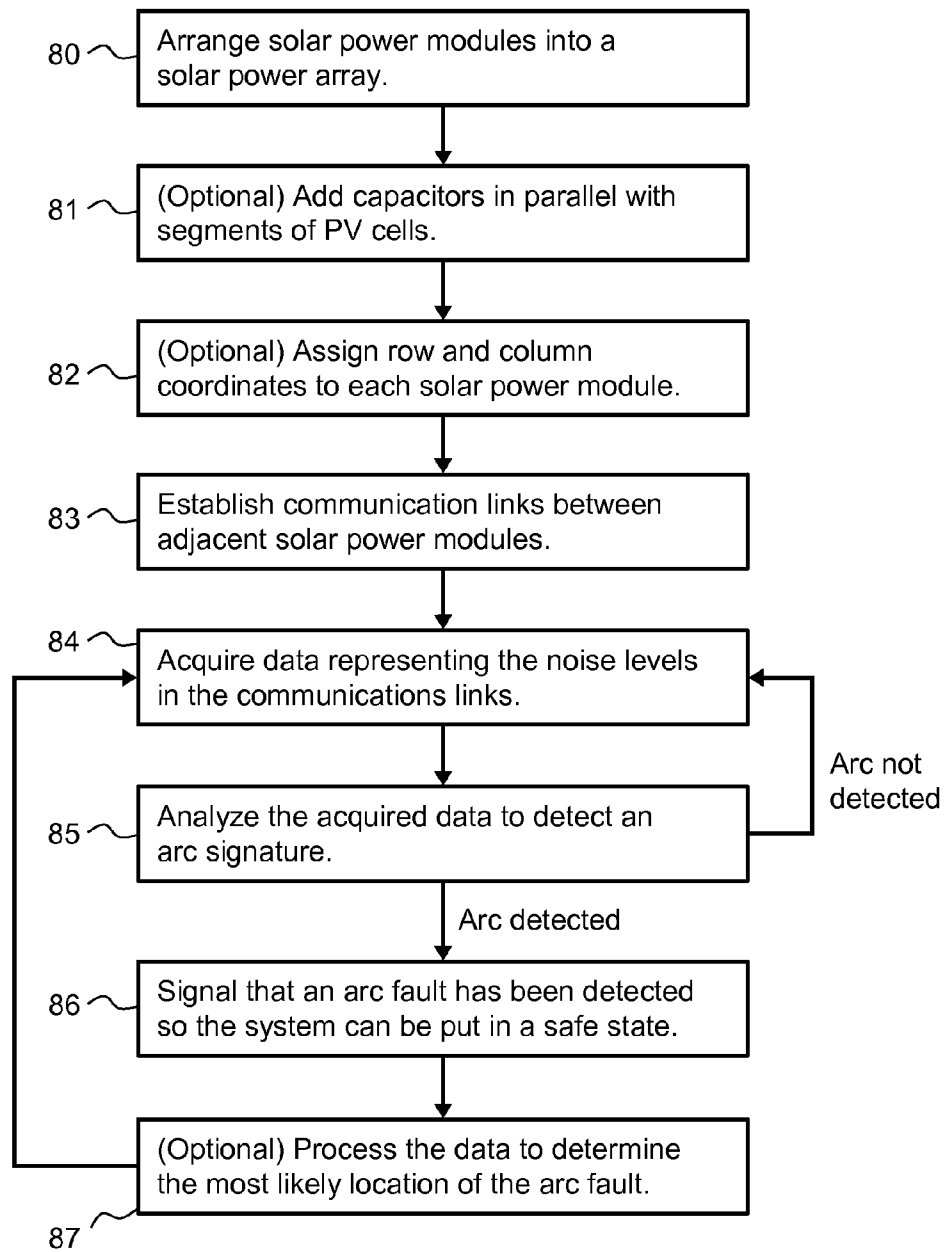 80
Arrange solar power modules into a
solar power array.
81
(Optional) Add capacitors in parallel with
segments of PV cells.
82
(Optional) Assign row and column
coordinates to each solar power module.
83
Establish communication links between
adjacent solar power modules.
84
Acquire data representing the noise levels
in the communications links.
Arc not
detected
85
Analyze the acquired data to detect an
arc signature.
Arc detected
86
Signal that an arc fault has been detected
so the system can be put in a safe state.
(Optional) Process the data to determine
the most likely location of the arc fault.
87